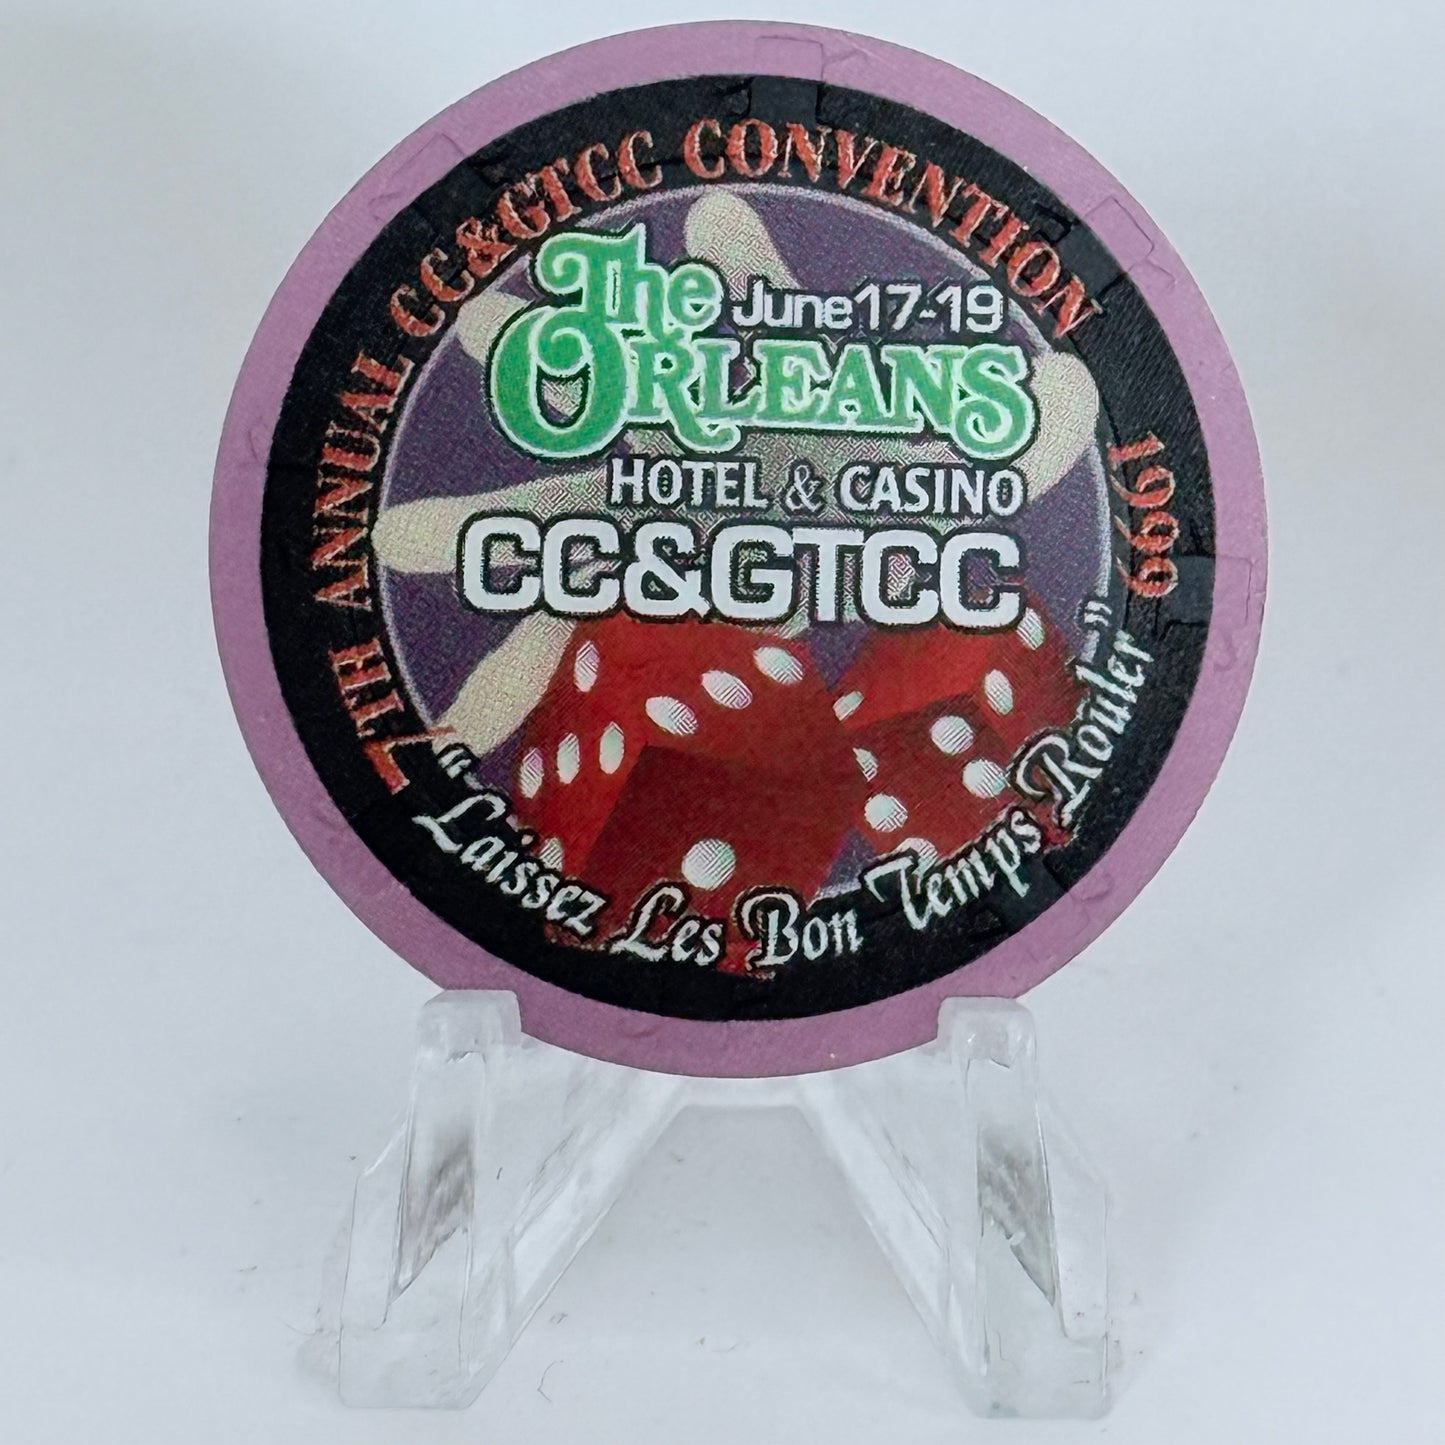 7TH ANNUAL CC&GTCC CONVENTION 1999
The
June 17-19
ORLEANS
HOTEL & CASINO
CC&GTCC
"Laissez Les Bon Temps Rouler"